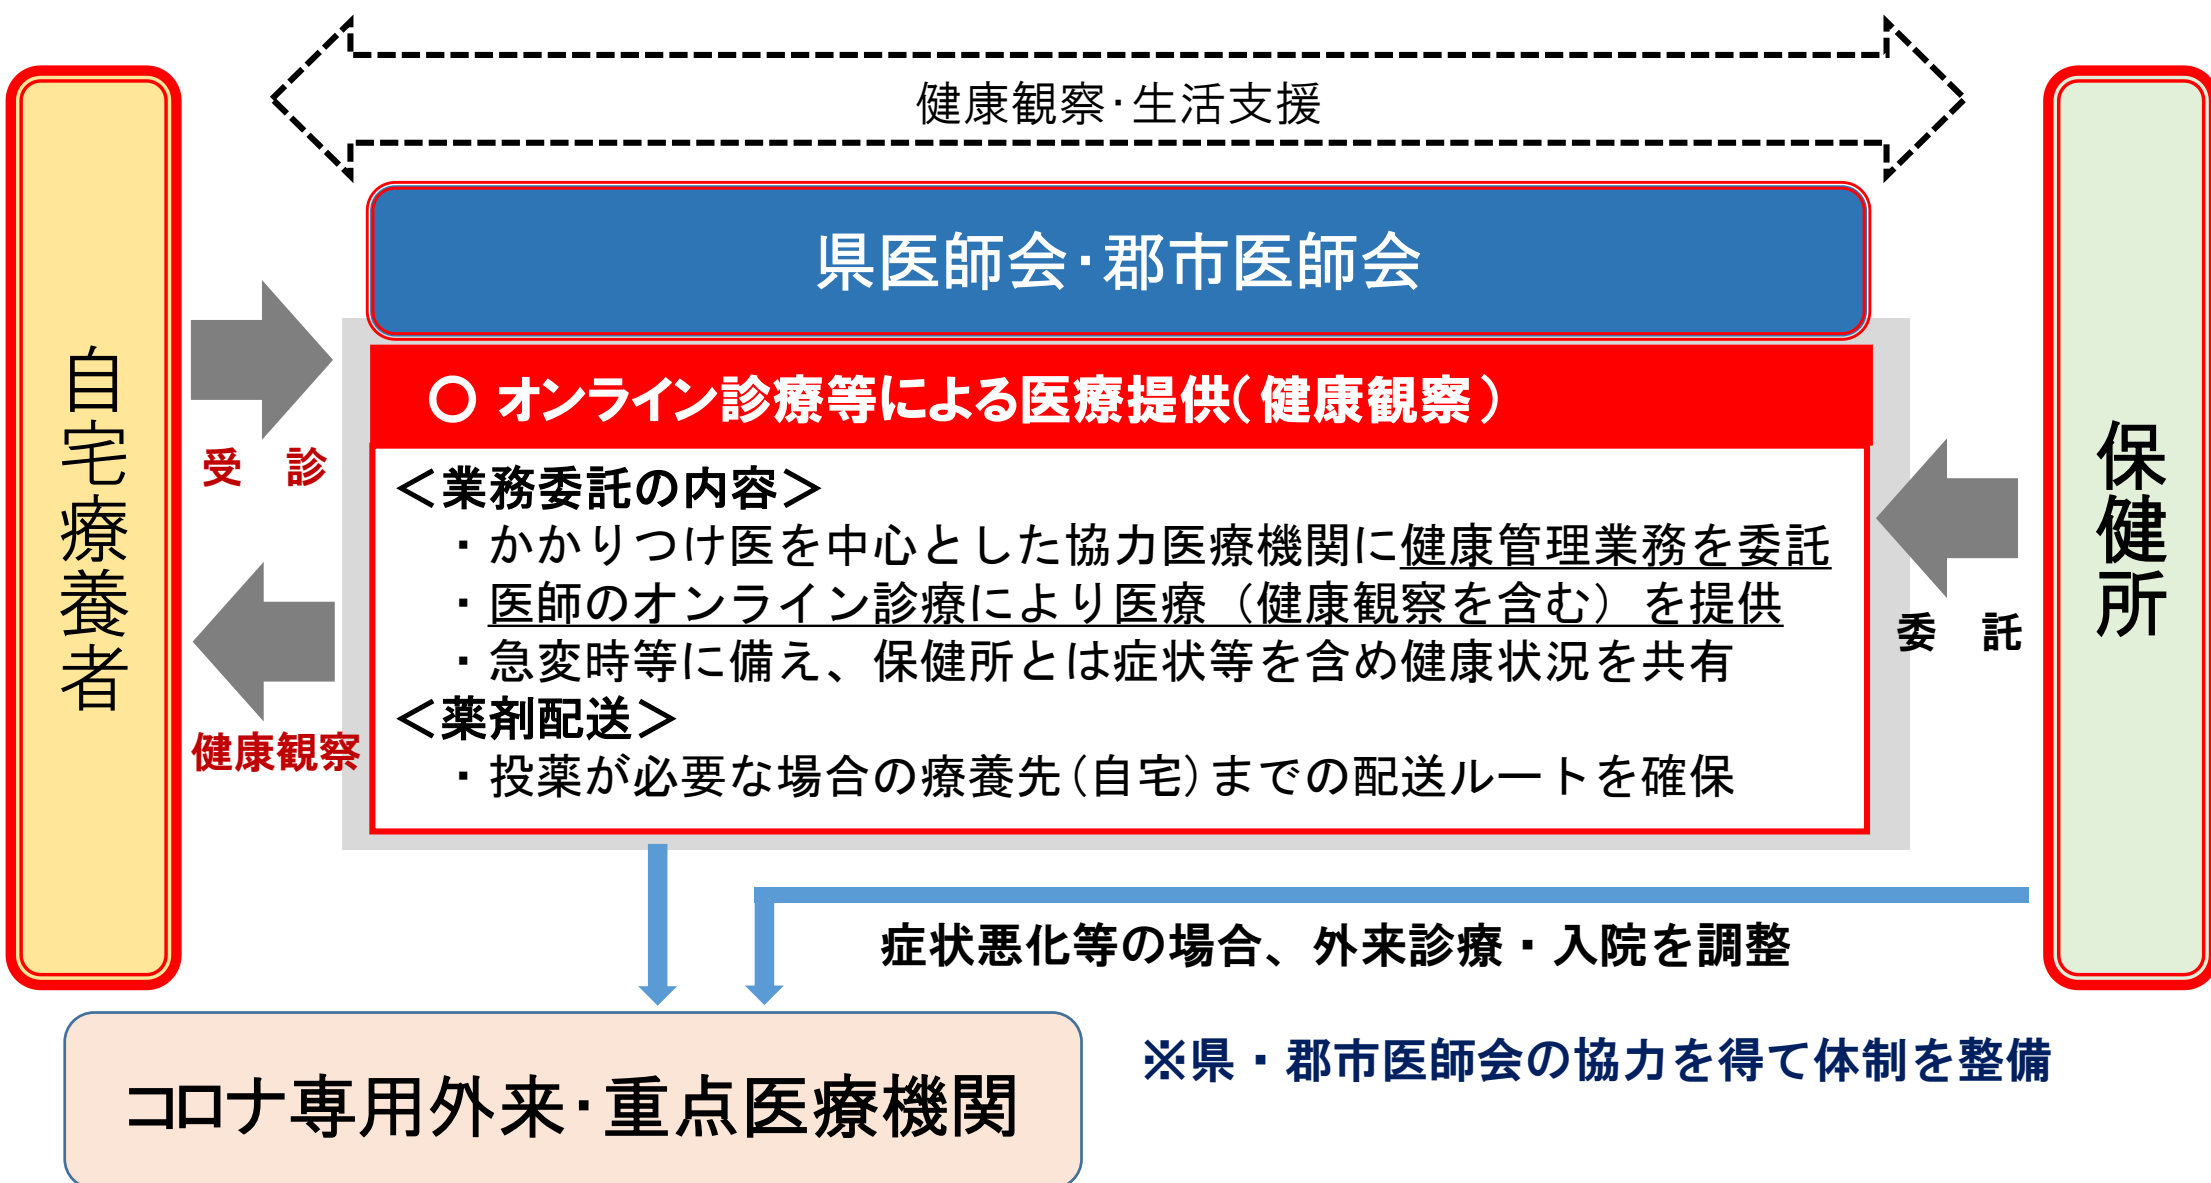 健康観察･生活支援
県医師会･郡市医師会
自宅療養者
受　診
健康観察
〇 オンライン診療等による医療提供（健康観察）
＜業務委託の内容＞
・かかりつけ医を中心とした協力医療機関に健康管理業務を委託
・医師のオンライン診療により医療（健康観察を含む）を提供
・急変時等に備え、保健所とは症状等を含め健康状況を共有
＜薬剤配送＞
・投薬が必要な場合の療養先(自宅)までの配送ルートを確保
委　託
保健所
症状悪化等の場合、外来診療・入院を調整
※県・郡市医師会の協力を得て体制を整備
コロナ専用外来･重点医療機関